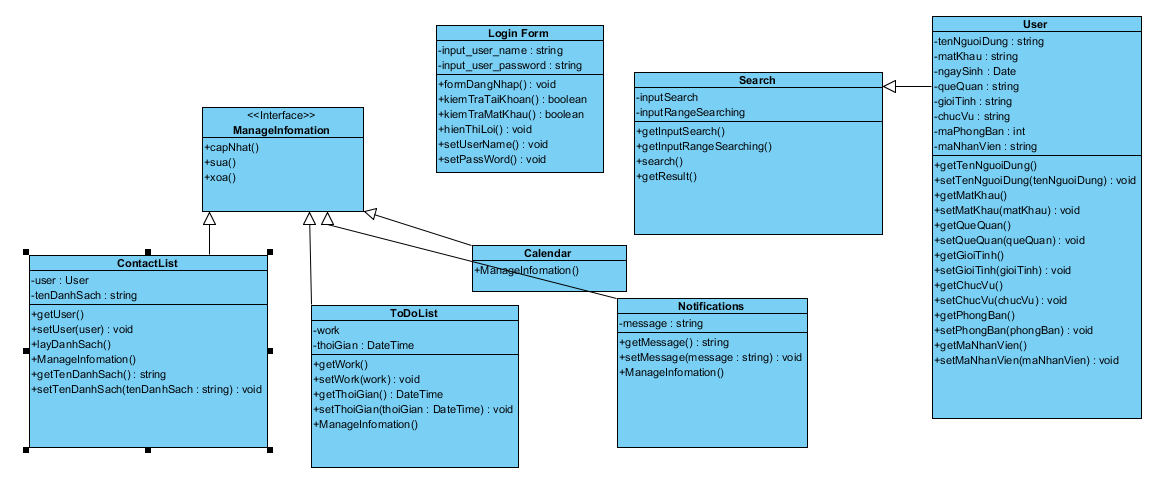 Login Form
-input_user_name : string
-input_user_password : string
+formDangNhap() : void
+kiemTraTaiKhoan() : boolean
+kiemTraMatKhau() : boolean
+hienThiLoi() : void
+setUserName() : void
+setPassWord() : void
Search
-inputSearch
-inputRangeSearching
+getInputSearch()
+getInputRangeSearching()
+search()
+getResult()
User
-tenNguoiDung : string
-matKhau : string
-ngaySinh : Date
-queQuan : string
-gioiTinh : string
-chucVu : string
-maPhongBan : int
-maNhanVien : string
+getTenNguoiDung()
+setTenNguoiDung(tenNguoiDung) : void
+getMatKhau()
+setMatKhau(matKhau) : void
+getQueQuan()
+setQueQuan(queQuan) : void
+getGioiTinh()
+setGioiTinh(gioiTinh) : void
+getChucVu()
+setChucVu(chucVu) : void
+getPhongBan()
+setPhongBan(phongBan) : void
+getMaNhanVien()
+setMaNhanVien(maNhanVien) : void
<<Interface>>
ManageInfomation
+capNhat()
+sua()
+xoa()
ContactList
-user : User
-tenDanhSach : string
+getUser()
+setUser(user) : void
+layDanhSach()
+ManageInfomation()
+getTenDanhSach() : string
+setTenDanhSach(tenDanhSach : string) : void
ToDoList
-work
-thoiGian : DateTime
+getWork()
+setWork(work) : void
+getThoiGian() : DateTime
+setThoiGian(thoiGian : DateTime) : void
+ManageInfomation()
Calendar
+ManageInfomation()
Notifications
-message : string
+getMessage() : string
+setMessage(message : string) : void
+ManageInfomation()